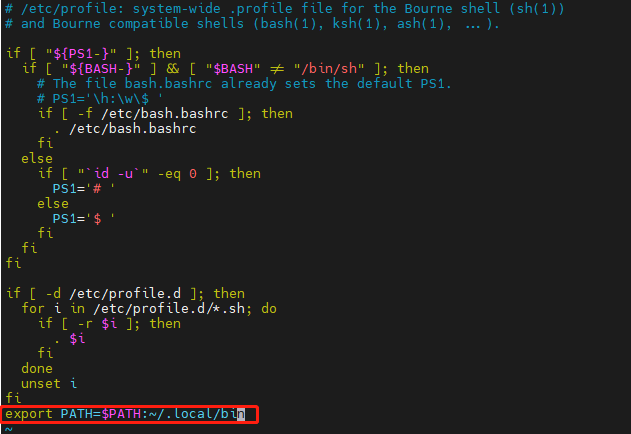 # /etc/profile: system-wide .profile file for the Bourne shell (sh(1))
# and Bourne compatible shells (bash(1), ksh(1), ash(1), ...).

if [ "${PS1-}" ]; then
  if [ "${BASH-}" ] && [ "$BASH" != "/bin/sh" ]; then
    # The file bash.bashrc already sets the default PS1.
    # PS1='\h:\w\$ '
    if [ -f /etc/bash.bashrc ]; then
      . /etc/bash.bashrc
    fi
  else
    if [ "`id -u`" -eq 0 ]; then
      PS1='# '
    else
      PS1='$ '
    fi
  fi
fi

if [ -d /etc/profile.d ]; then
  for i in /etc/profile.d/*.sh; do
    if [ -r $i ]; then
      . $i
    fi
  done
  unset i
fi
export PATH=$PATH:~/.local/bin
~